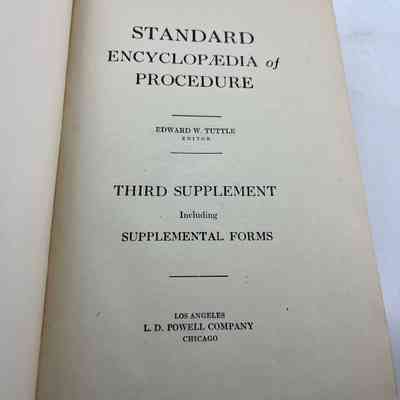 STANDARD
ENCYCLOPÆDIA of
PROCEDURE
EDWARD W. TUTTLE
EDITOR
THIRD SUPPLEMENT
Including
SUPPLEMENTAL FORMS
LOS ANGELES
L. D. POWELL COMPANY
CHICAGO